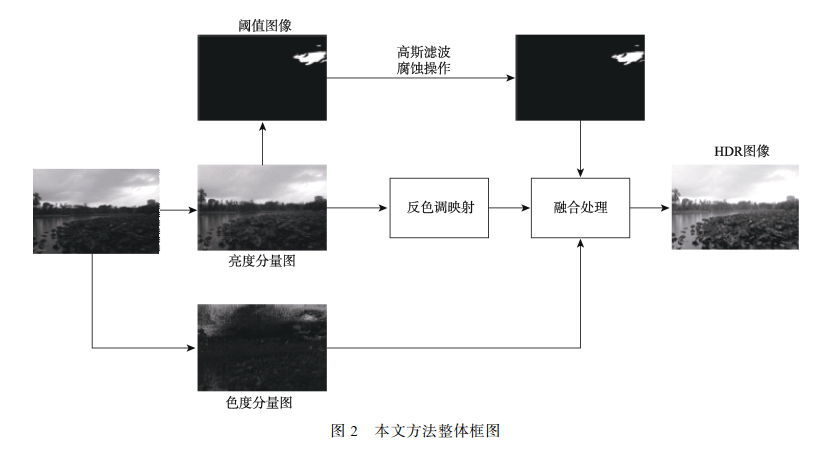 阈值图像
高斯滤波
腐蚀操作
HDR图像
反色调映射
融合处理
亮度分量图
色度分量图
图 2 本文方法整体框图